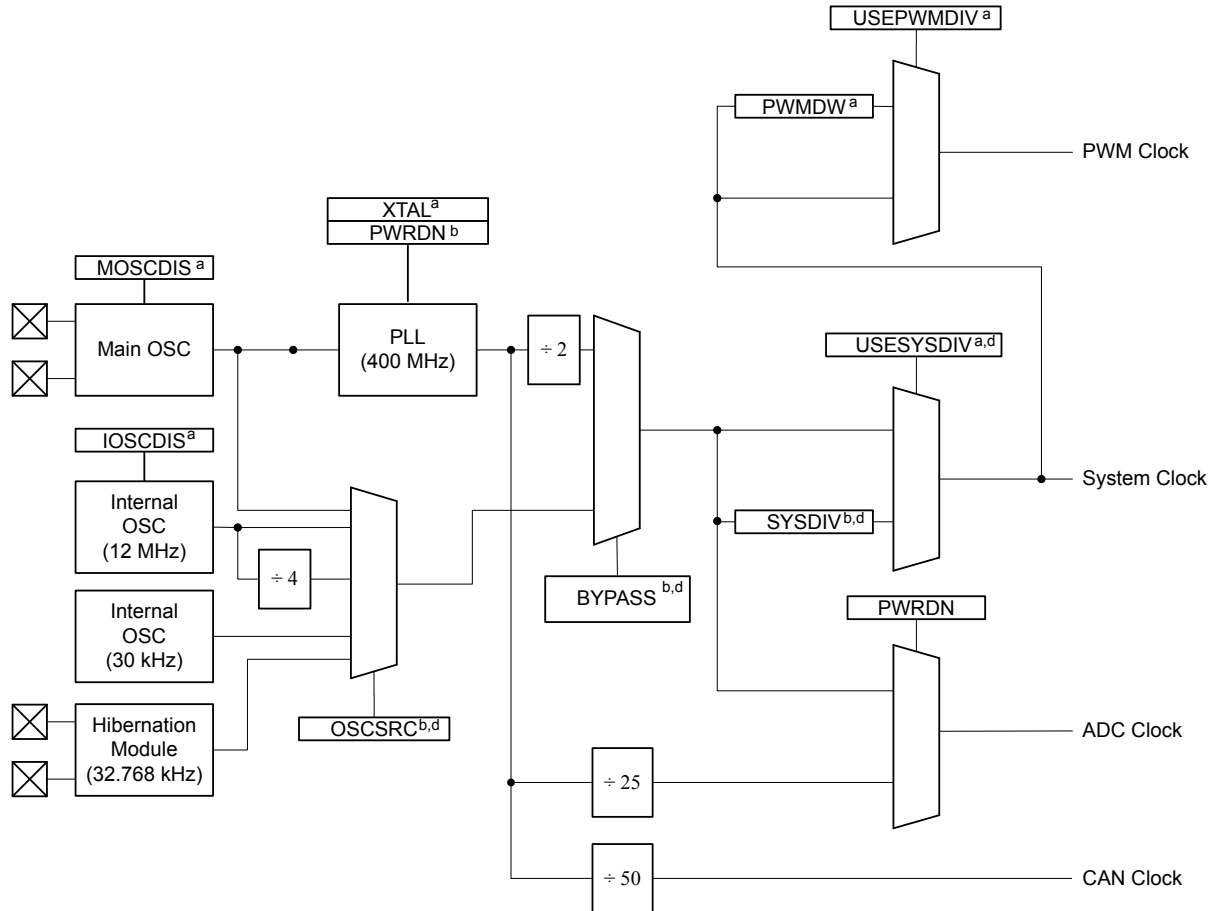 USEPWMDIV a
PWMDW a
PWM Clock
XTAL a
PWRDN b
MOSCDIS a
Main OSC
PLL
(400 MHz)
÷ 2
USESYSDIV a,d
IOSCDIS a
Internal
OSC
(12 MHz)
÷ 4
System Clock
SYSDIV b,d
BYPASS b,d
Internal
OSC
(30 kHz)
PWRDN
OSCSRC b,d
Hibernation
Module
(32.768 kHz)
ADC Clock
÷ 25
÷ 50
CAN Clock